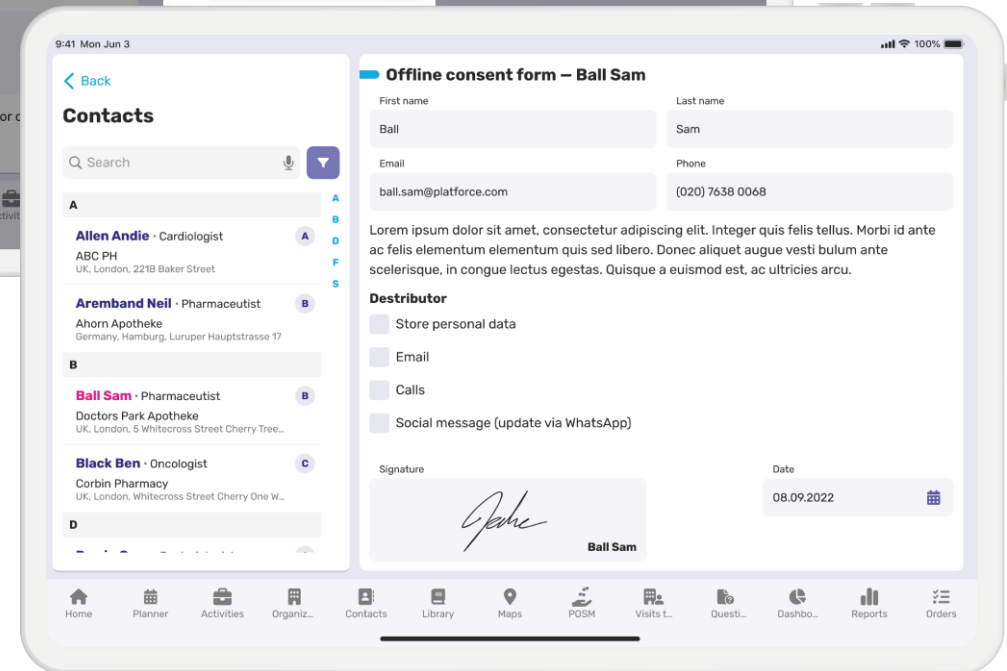 9:41 Mon Jun 3
100%
Back
Contacts
Search
A
Allen Andie · Cardiologist
A
ABC PH
UK, London, 221B Baker Street
Aremband Neil · Pharmaceutist
B
Ahorn Apotheke
Germany, Hamburg, Luruper Hauptstrasse 17
B
Ball Sam · Pharmaceutist
B
Doctors Park Apotheke
UK, London, 5 Whitecross Street Cherry Tree...
Black Ben · Oncologist
C
Corbin Pharmacy
UK, London, Whitecross Street Cherry One W...
D
A
B
D
F
S
Offline consent form – Ball Sam
First name
Last name
Ball
Sam
Email
Phone
ball.sam@platforce.com
(020) 7638 0068
Lorem ipsum dolor sit amet, consectetur adipiscing elit. Integer quis felis tellus. Morbi id ante
ac felis elementum elementum quis sed libero. Donec aliquet augue vesti bulum ante
scelerisque, in congue lectus egestas. Quisque a euismod est, ac ultricies arcu.
Destributor
Store personal data
Email
Calls
Social message (update via WhatsApp)
Signature
Date
08.09.2022
Ball Sam
Home
Planner
Activities
Organiz...
Contacts
Library
Maps
POSM
Visits t...
Questi...
Dashbo...
Reports
Orders